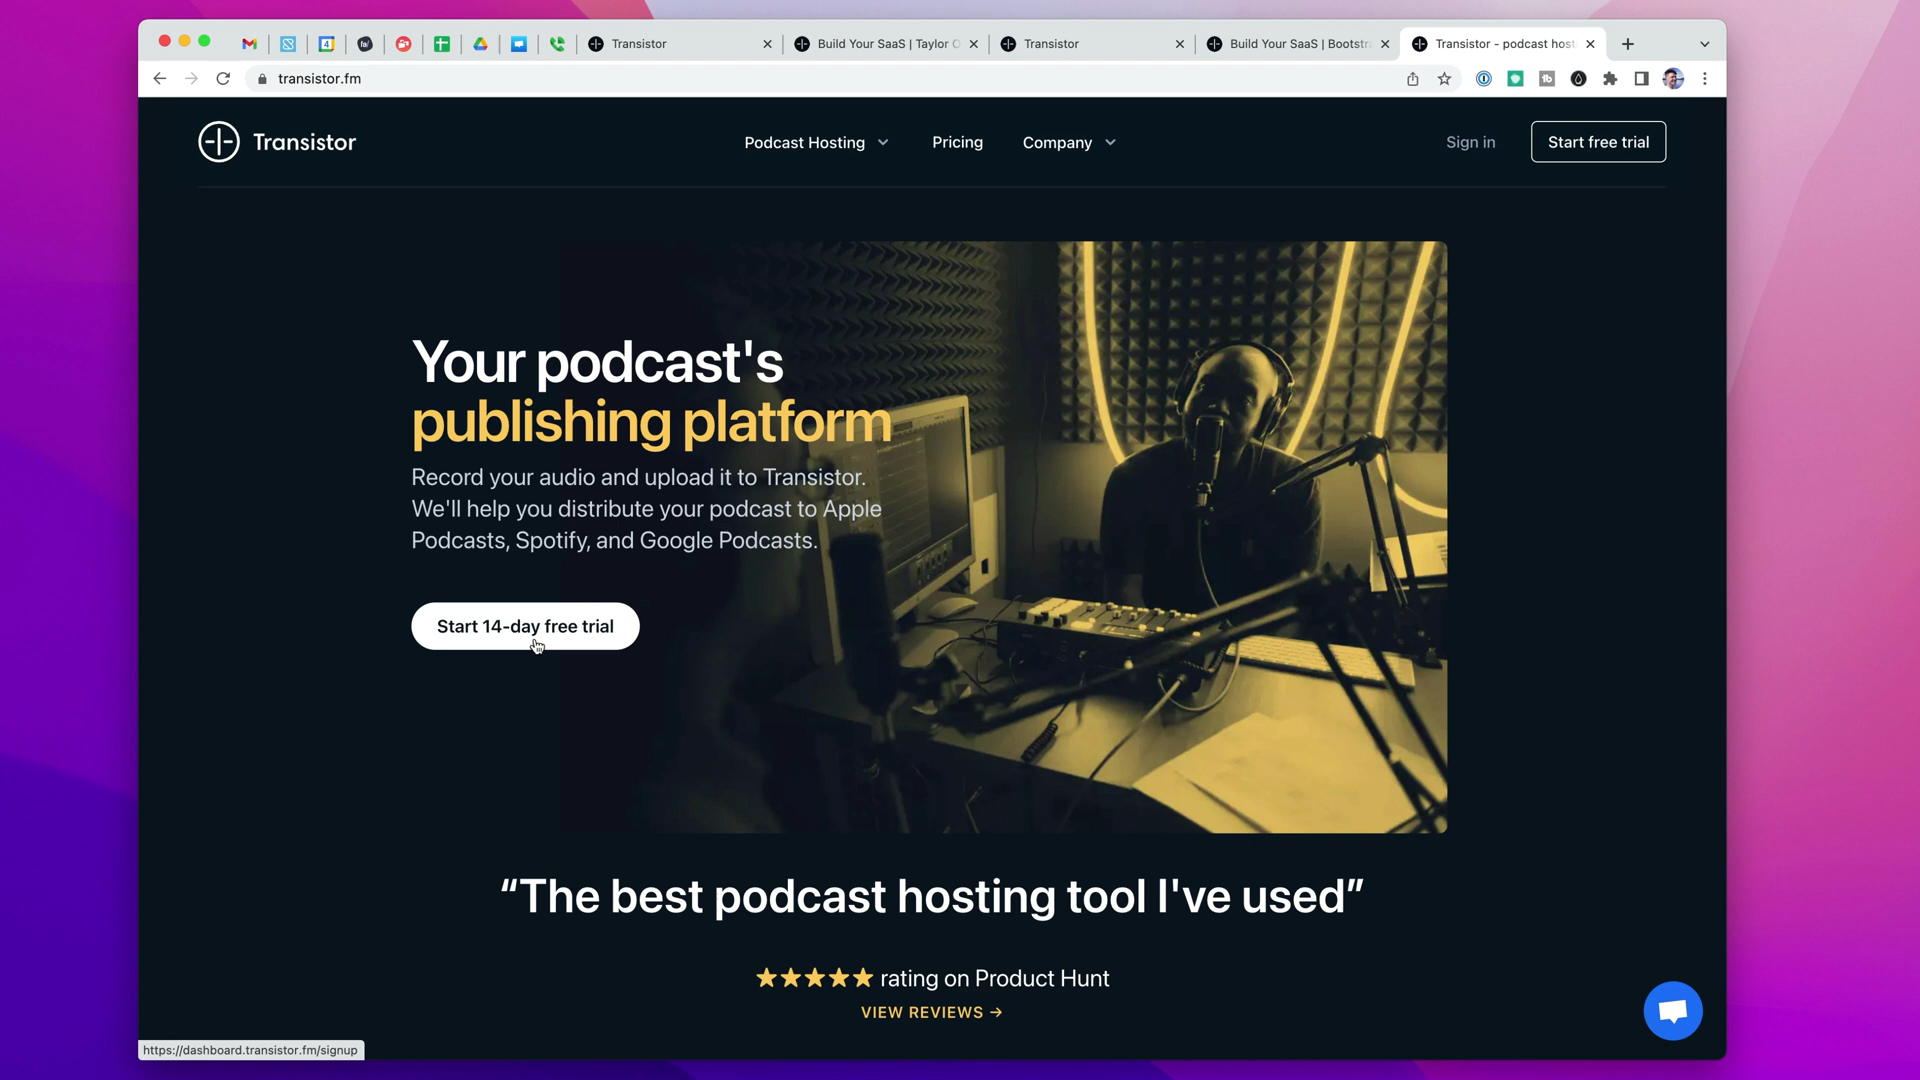 Transistor
Build Your SaaS | Taylor O
Transistor
Build Your SaaS | Bootstr
Transistor - podcast host
4
fa/
tb
transistor.fm
Transistor
Podcast Hosting
Pricing
Company
Sign in
Start free trial
Your podcast's
publishing platform
Record your audio and upload it to Transistor.
We'll help you distribute your podcast to Apple
Podcasts, Spotify, and Google Podcasts.
Start 14-day free trial
“The best podcast hosting tool I've used”
★★★★★ rating on Product Hunt
VIEW REVIEWS →
https://dashboard.transistor.fm/signup